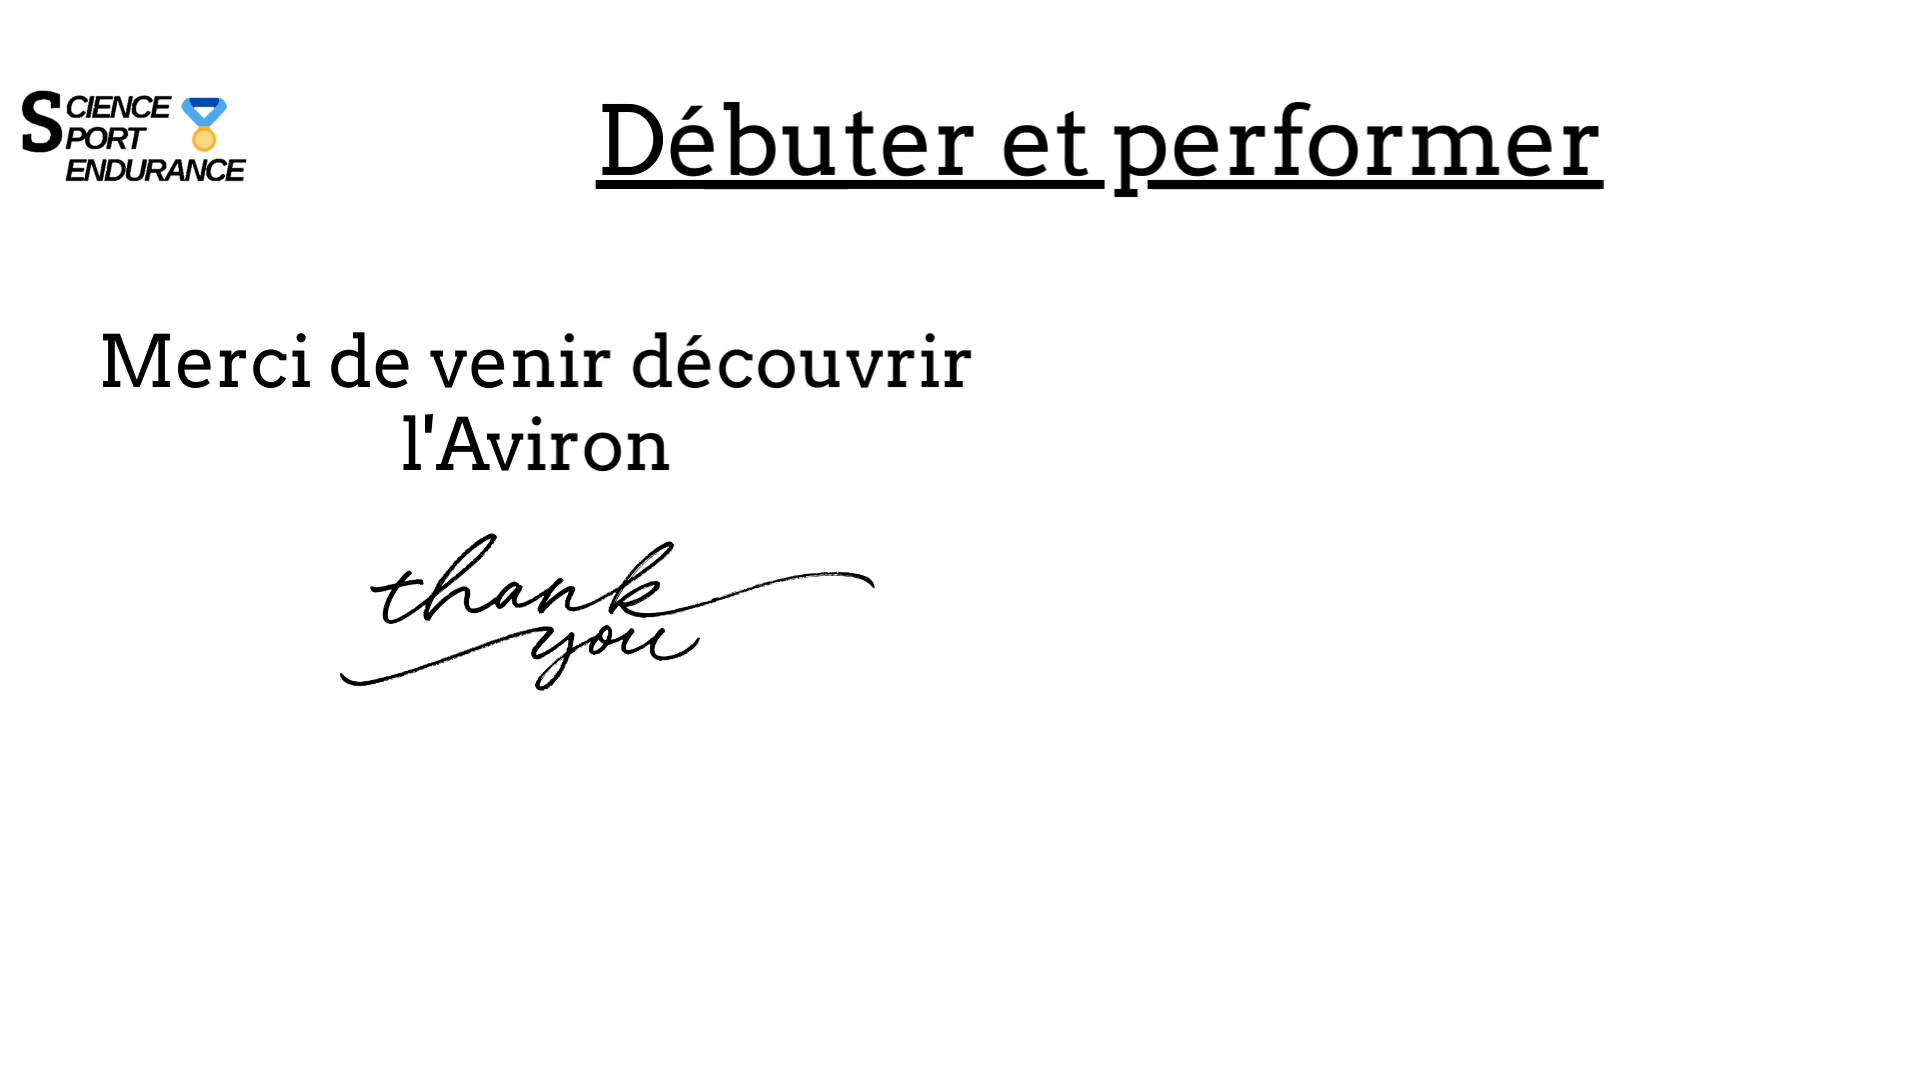 SCIENCE
SPORT
ENDURANCE
Débuter et performer
Merci de venir découvrir
l'Aviron
thank
you